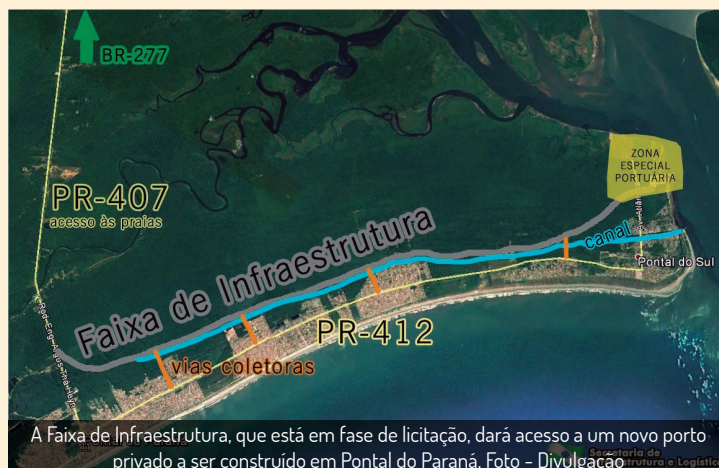 BR-277
ZONA
ESPECIAL
PORTUÁRIA
PR-407
acesso às praias
Faixa de Infraestrutura
canal
Pontal do Sul
PR-412
vias coletoras
A Faixa de Infraestrutura, que está em fase de licitação, dará acesso a um novo porto
privado a ser construído em Pontal do Paraná. Foto - Divulgação
Secretaria de